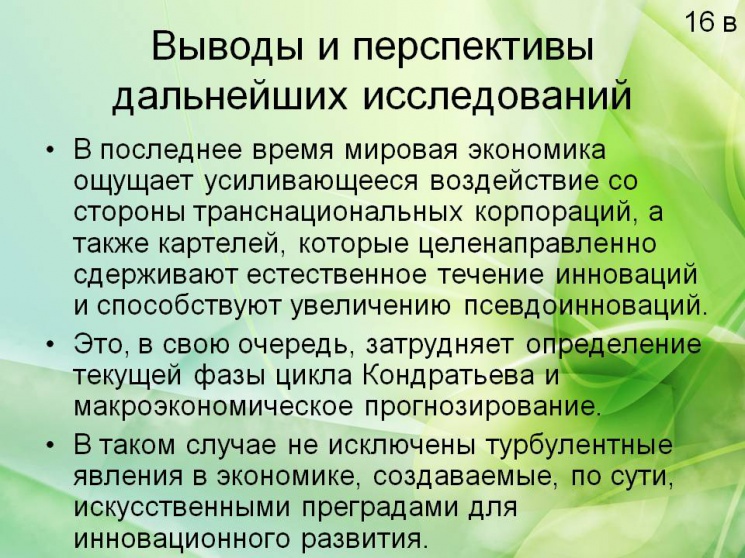 16 в
Выводы и перспективы
дальнейших исследований
• В последнее время мировая экономика
ощущает усиливающееся воздействие со
стороны транснациональных корпораций, а
также картелей, которые целенаправленно
сдерживают естественное течение инноваций
и способствуют увеличению псевдоинноваций.
• Это, в свою очередь, затрудняет определение
текущей фазы цикла Кондратьева и
макроэкономическое прогнозирование.
• В таком случае не исключены турбулентные
явления в экономике, создаваемые, по сути,
искусственными преградами для
инновационного развития.